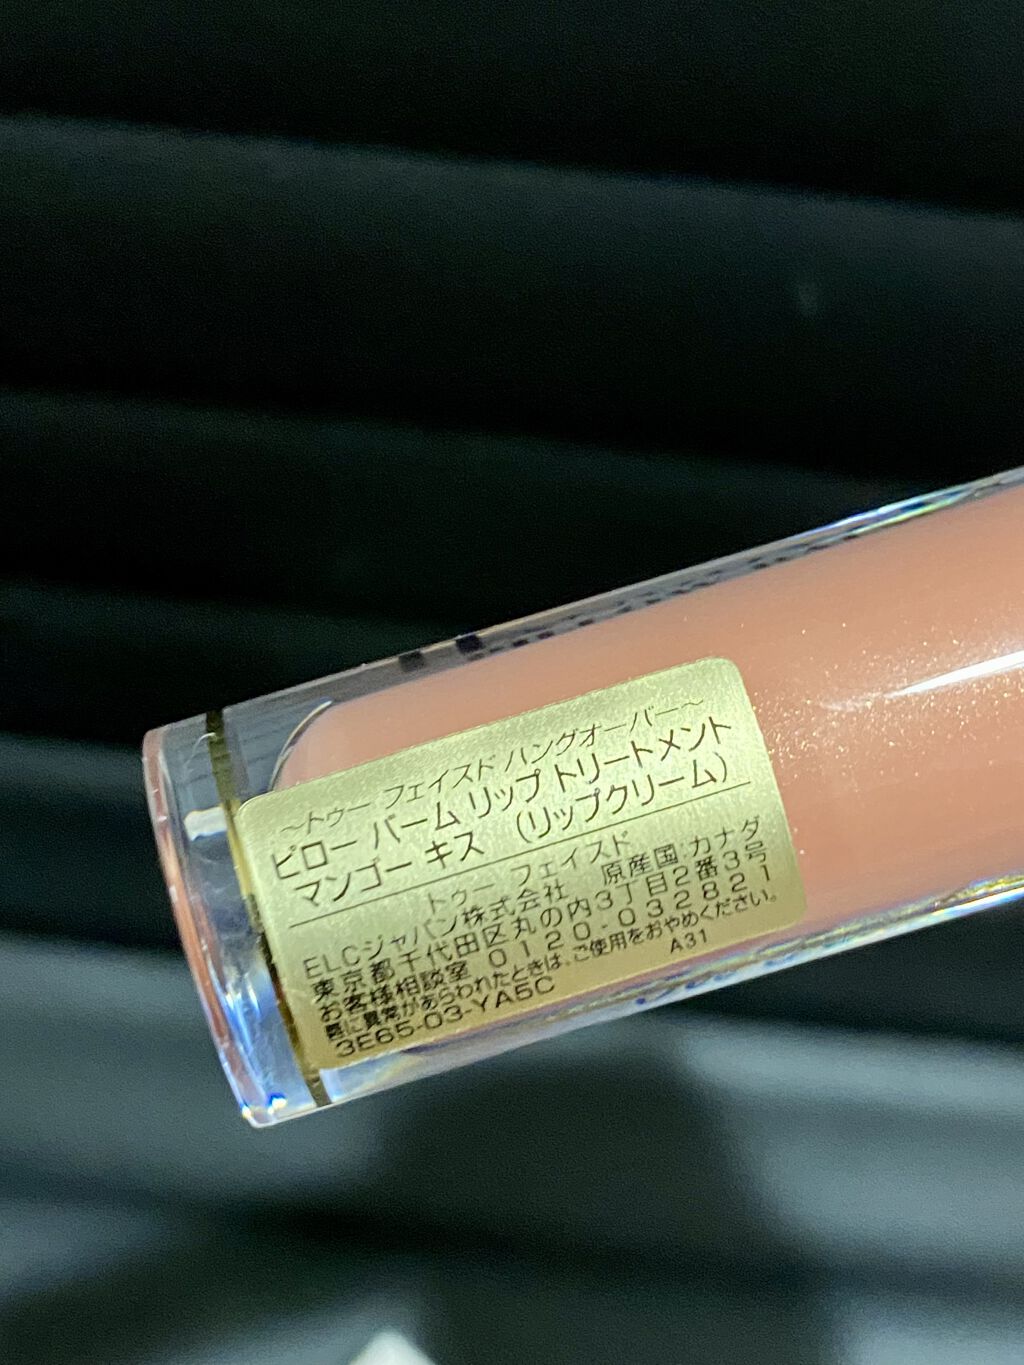 ~トゥー フェイスド ハングオーバー~
ピロー バーム リップ トリートメント
マンゴー キス （リップクリーム）
トゥー フェイスド
ELCジャパン株式会社 原産国:カナダ
東京都千代田区丸の内3丁目2番3号
お客様相談室 0120-032821
唇に異常があらわれたときは、ご使用をおやめください。
3E65-03-YA5C A31